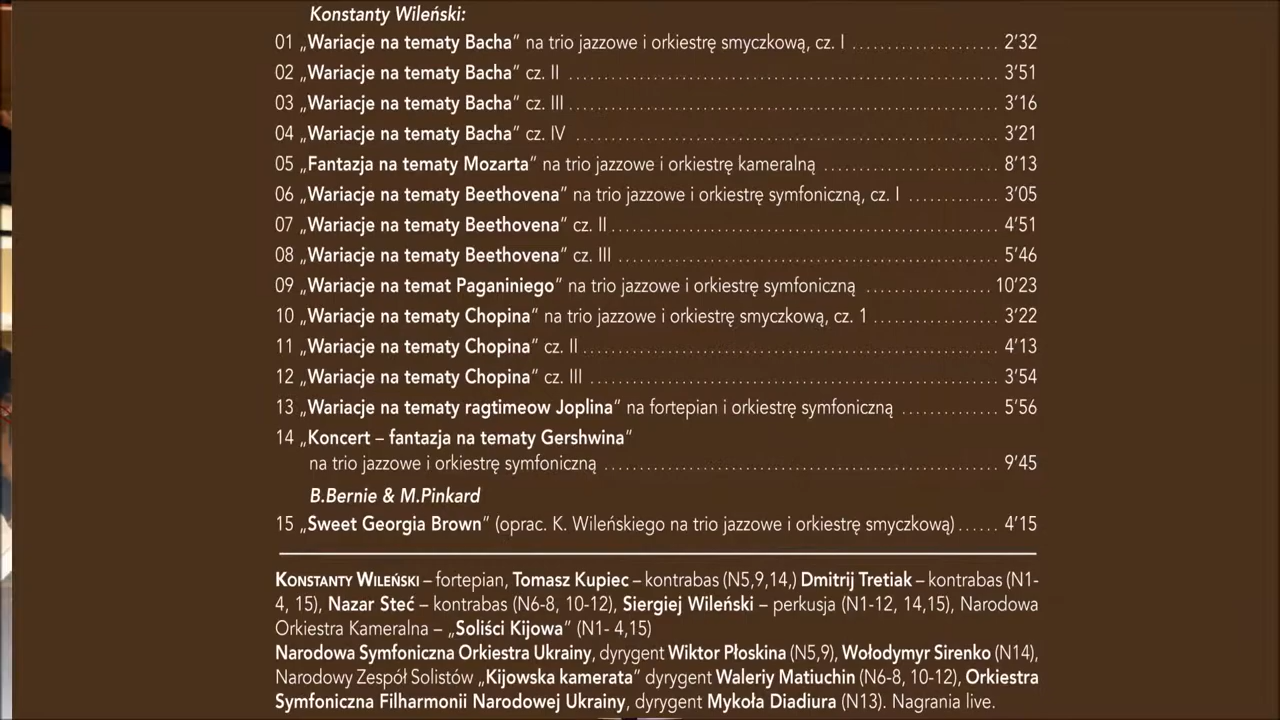 Konstanty Wileński:
01 „Wariacje na tematy Bacha” na trio jazzowe i orkiestrę smyczkową, cz. I .......................... 2‘32
02 „Wariacje na tematy Bacha” cz. II .......................... 3‘51
03 „Wariacje na tematy Bacha” cz. III .......................... 3‘16
04 „Wariacje na tematy Bacha” cz. IV .......................... 3‘21
05 „Fantazja na tematy Mozarta” na trio jazzowe i orkiestrę kameralną .......................... 8‘13
06 „Wariacje na tematy Beethovena” na trio jazzowe i orkiestrę symfoniczną, cz. I .............. 3‘05
07 „Wariacje na tematy Beethovena” cz. II .......................... 4‘51
08 „Wariacje na tematy Beethovena” cz. III .......................... 5‘46
09 „Wariacje na temat Paganiniego” na trio jazzowe i orkiestrę symfoniczną .................... 10‘23
10 „Wariacje na tematy Chopina” na trio jazzowe i orkiestrę smyczkową, cz. 1 .................... 3‘22
11 „Wariacje na tematy Chopina” cz. II .......................... 4‘13
12 „Wariacje na tematy Chopina” cz. III .......................... 3‘54
13 „Wariacje na tematy ragtimeow Joplina” na fortepian i orkiestrę symfoniczną ............... 5‘56
14 „Koncert – fantazja na tematy Gershwina”
na trio jazzowe i orkiestrę symfoniczną .......................... 9‘45
B.Bernie & M.Pinkard
15 „Sweet Georgia Brown” (oprac. K. Wileńskiego na trio jazzowe i orkiestrę smyczkową) ...... 4‘15
Konstanty Wileński – fortepian, Tomasz Kupiec – kontrabas (N5,9,14,) Dmitrij Tretiak – kontrabas (N1-
4, 15), Nazar Steć – kontrabas (N6-8, 10-12), Siergiej Wileński – perkusja (N1-12, 14,15), Narodowa
Orkiestra Kameralna – „Soliści Kijowa” (N1- 4,15)
Narodowa Symfoniczna Orkiestra Ukrainy, dyrygent Wiktor Płoskina (N5,9), Wołodymyr Sirenko (N14),
Narodowy Zespół Solistów „Kijowska kamerata” dyrygent Waleriy Matiuchin (N6-8, 10-12), Orkiestra
Symfoniczna Filharmonii Narodowej Ukrainy, dyrygent Mykoła Diadiura (N13). Nagrania live.